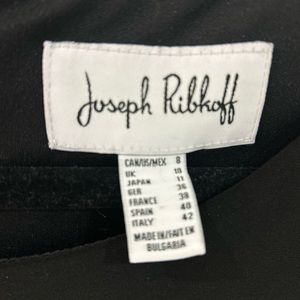 Joseph Ribkoff
CAN/US/MEX 8
UK 10
JAPAN 11
GER 36
FRANCE 38
SPAIN 40
ITALY 42
MADE IN/FAIT EN
BULGARIA